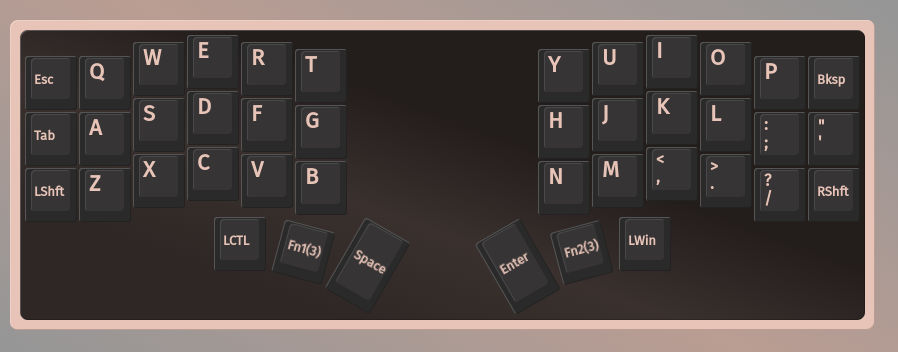 Esc Q W E R T Y U I O P Bksp
Tab A S D F G H J K L : ; " '
LShft Z X C V B N M < , > . ? / RShft
LCTL Fn1(3) Space Enter Fn2(3) LWin